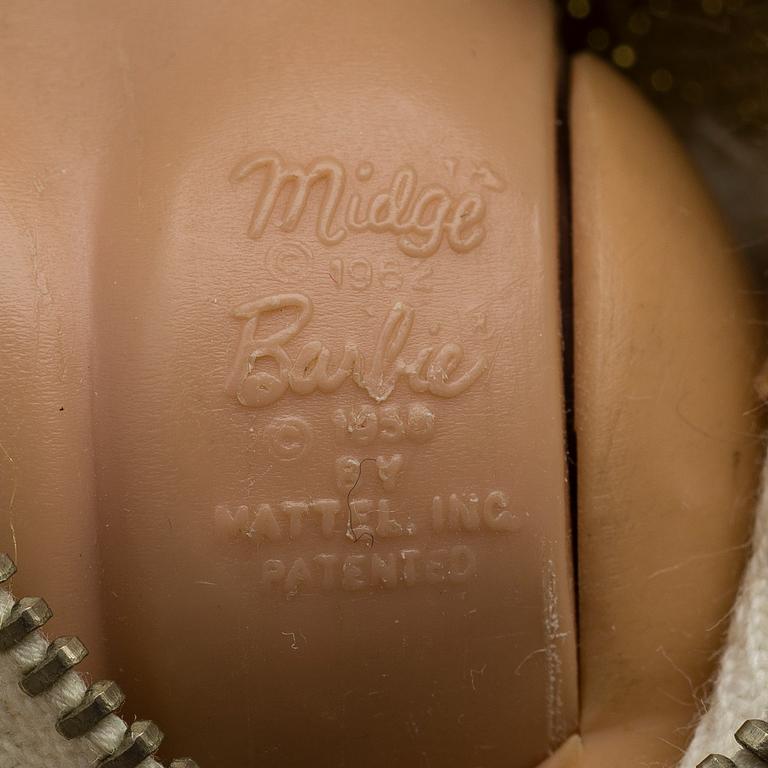 Midge T.M.
© 1962
Barbie ®
© 1958
BY
MATTEL, INC.
PATENTED